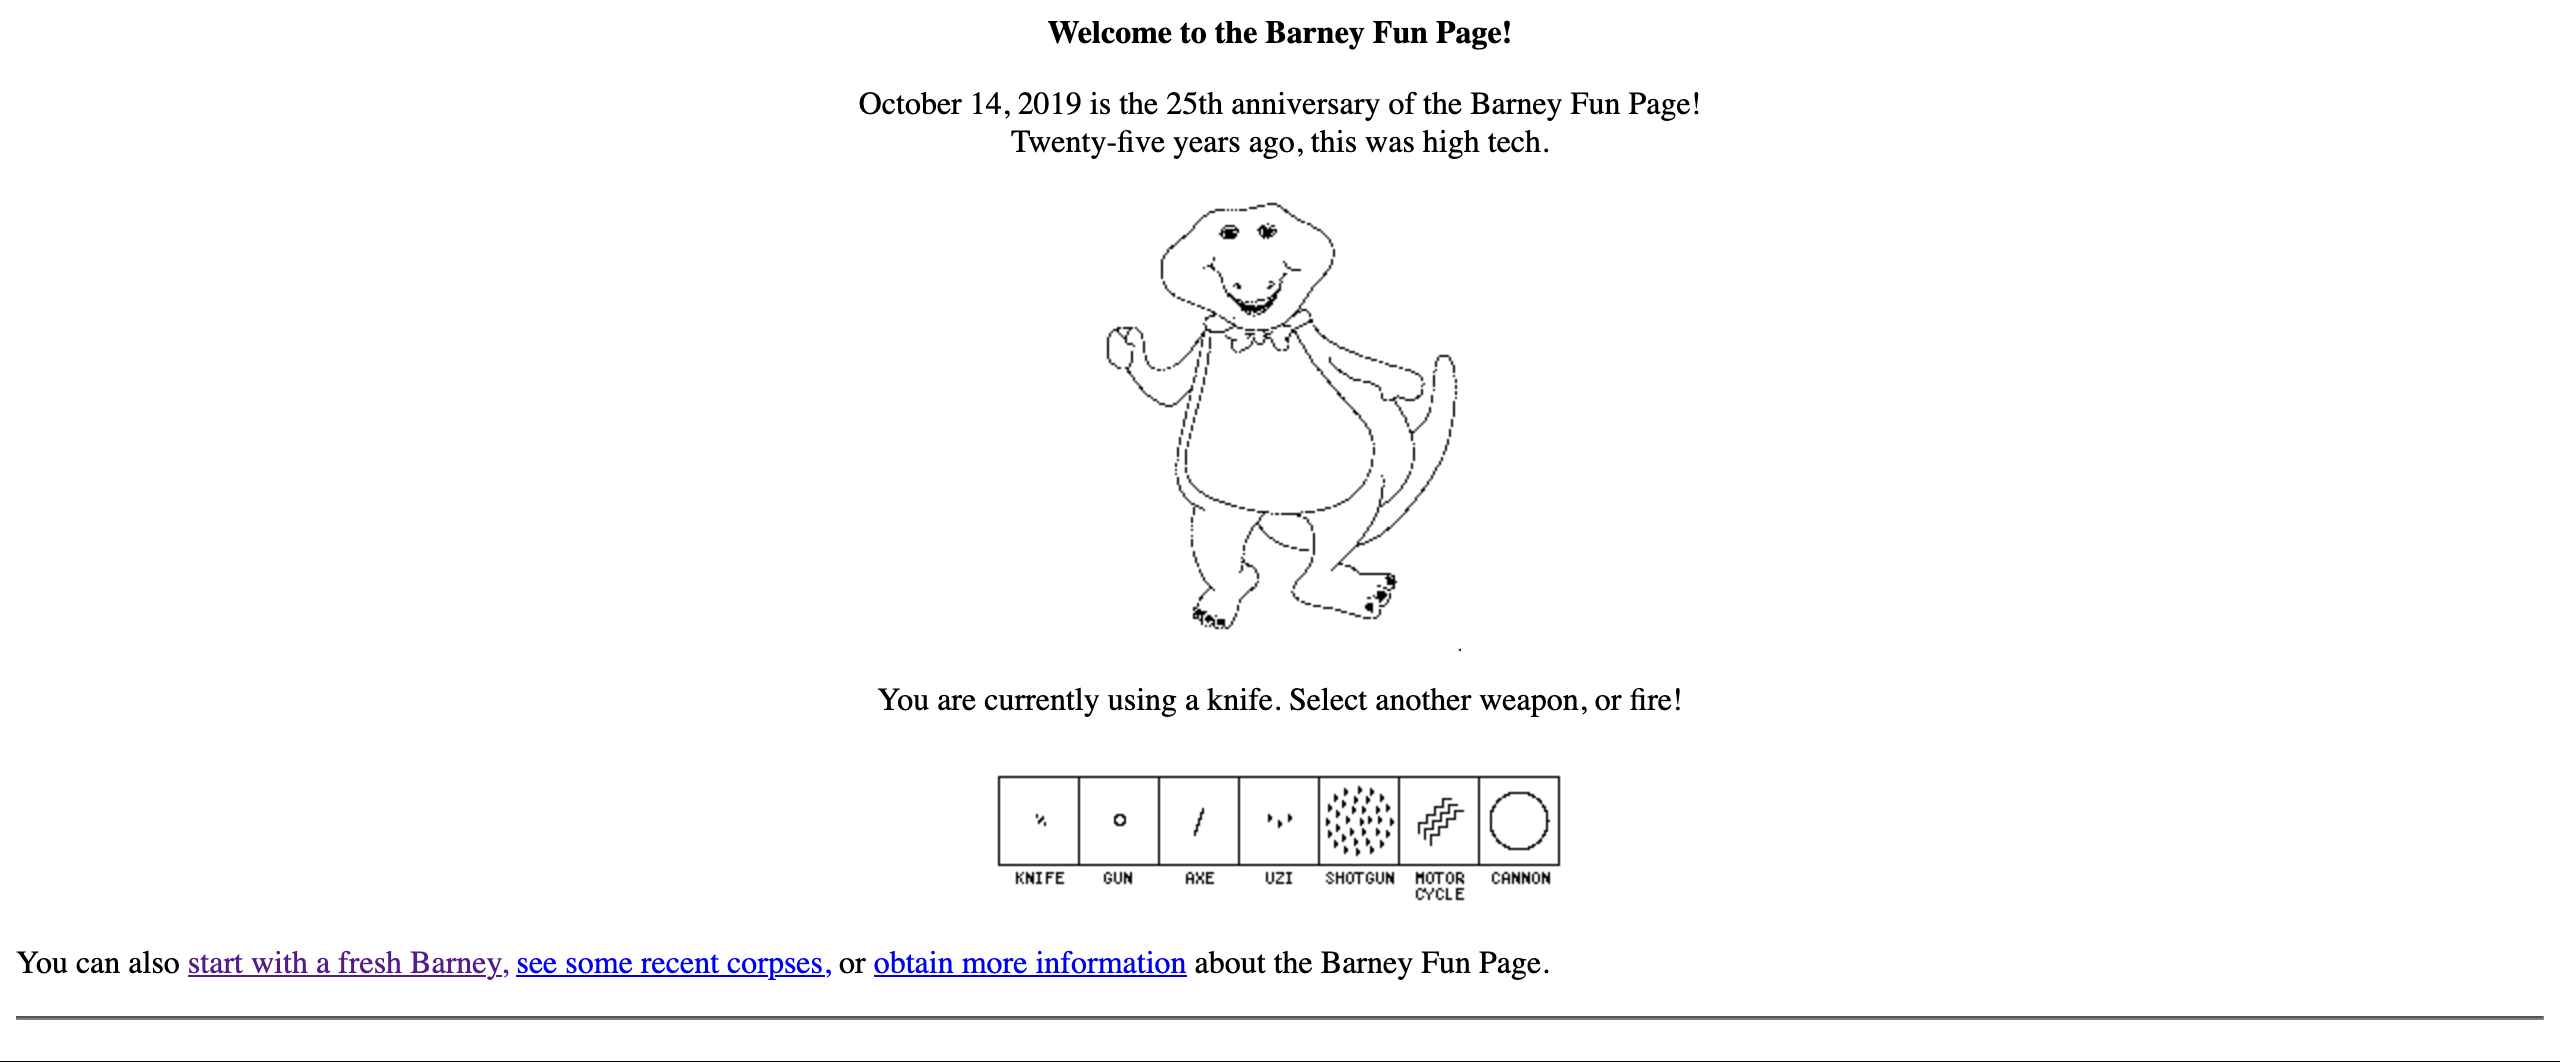 Welcome to the Barney Fun Page!
October 14, 2019 is the 25th anniversary of the Barney Fun Page!
Twenty-five years ago, this was high tech.
You are currently using a knife. Select another weapon, or fire!
KNIFE GUN AXE UZI SHOTGUN MOTOR CYCLE CANNON
You can also start with a fresh Barney, see some recent corpses, or obtain more information about the Barney Fun Page.